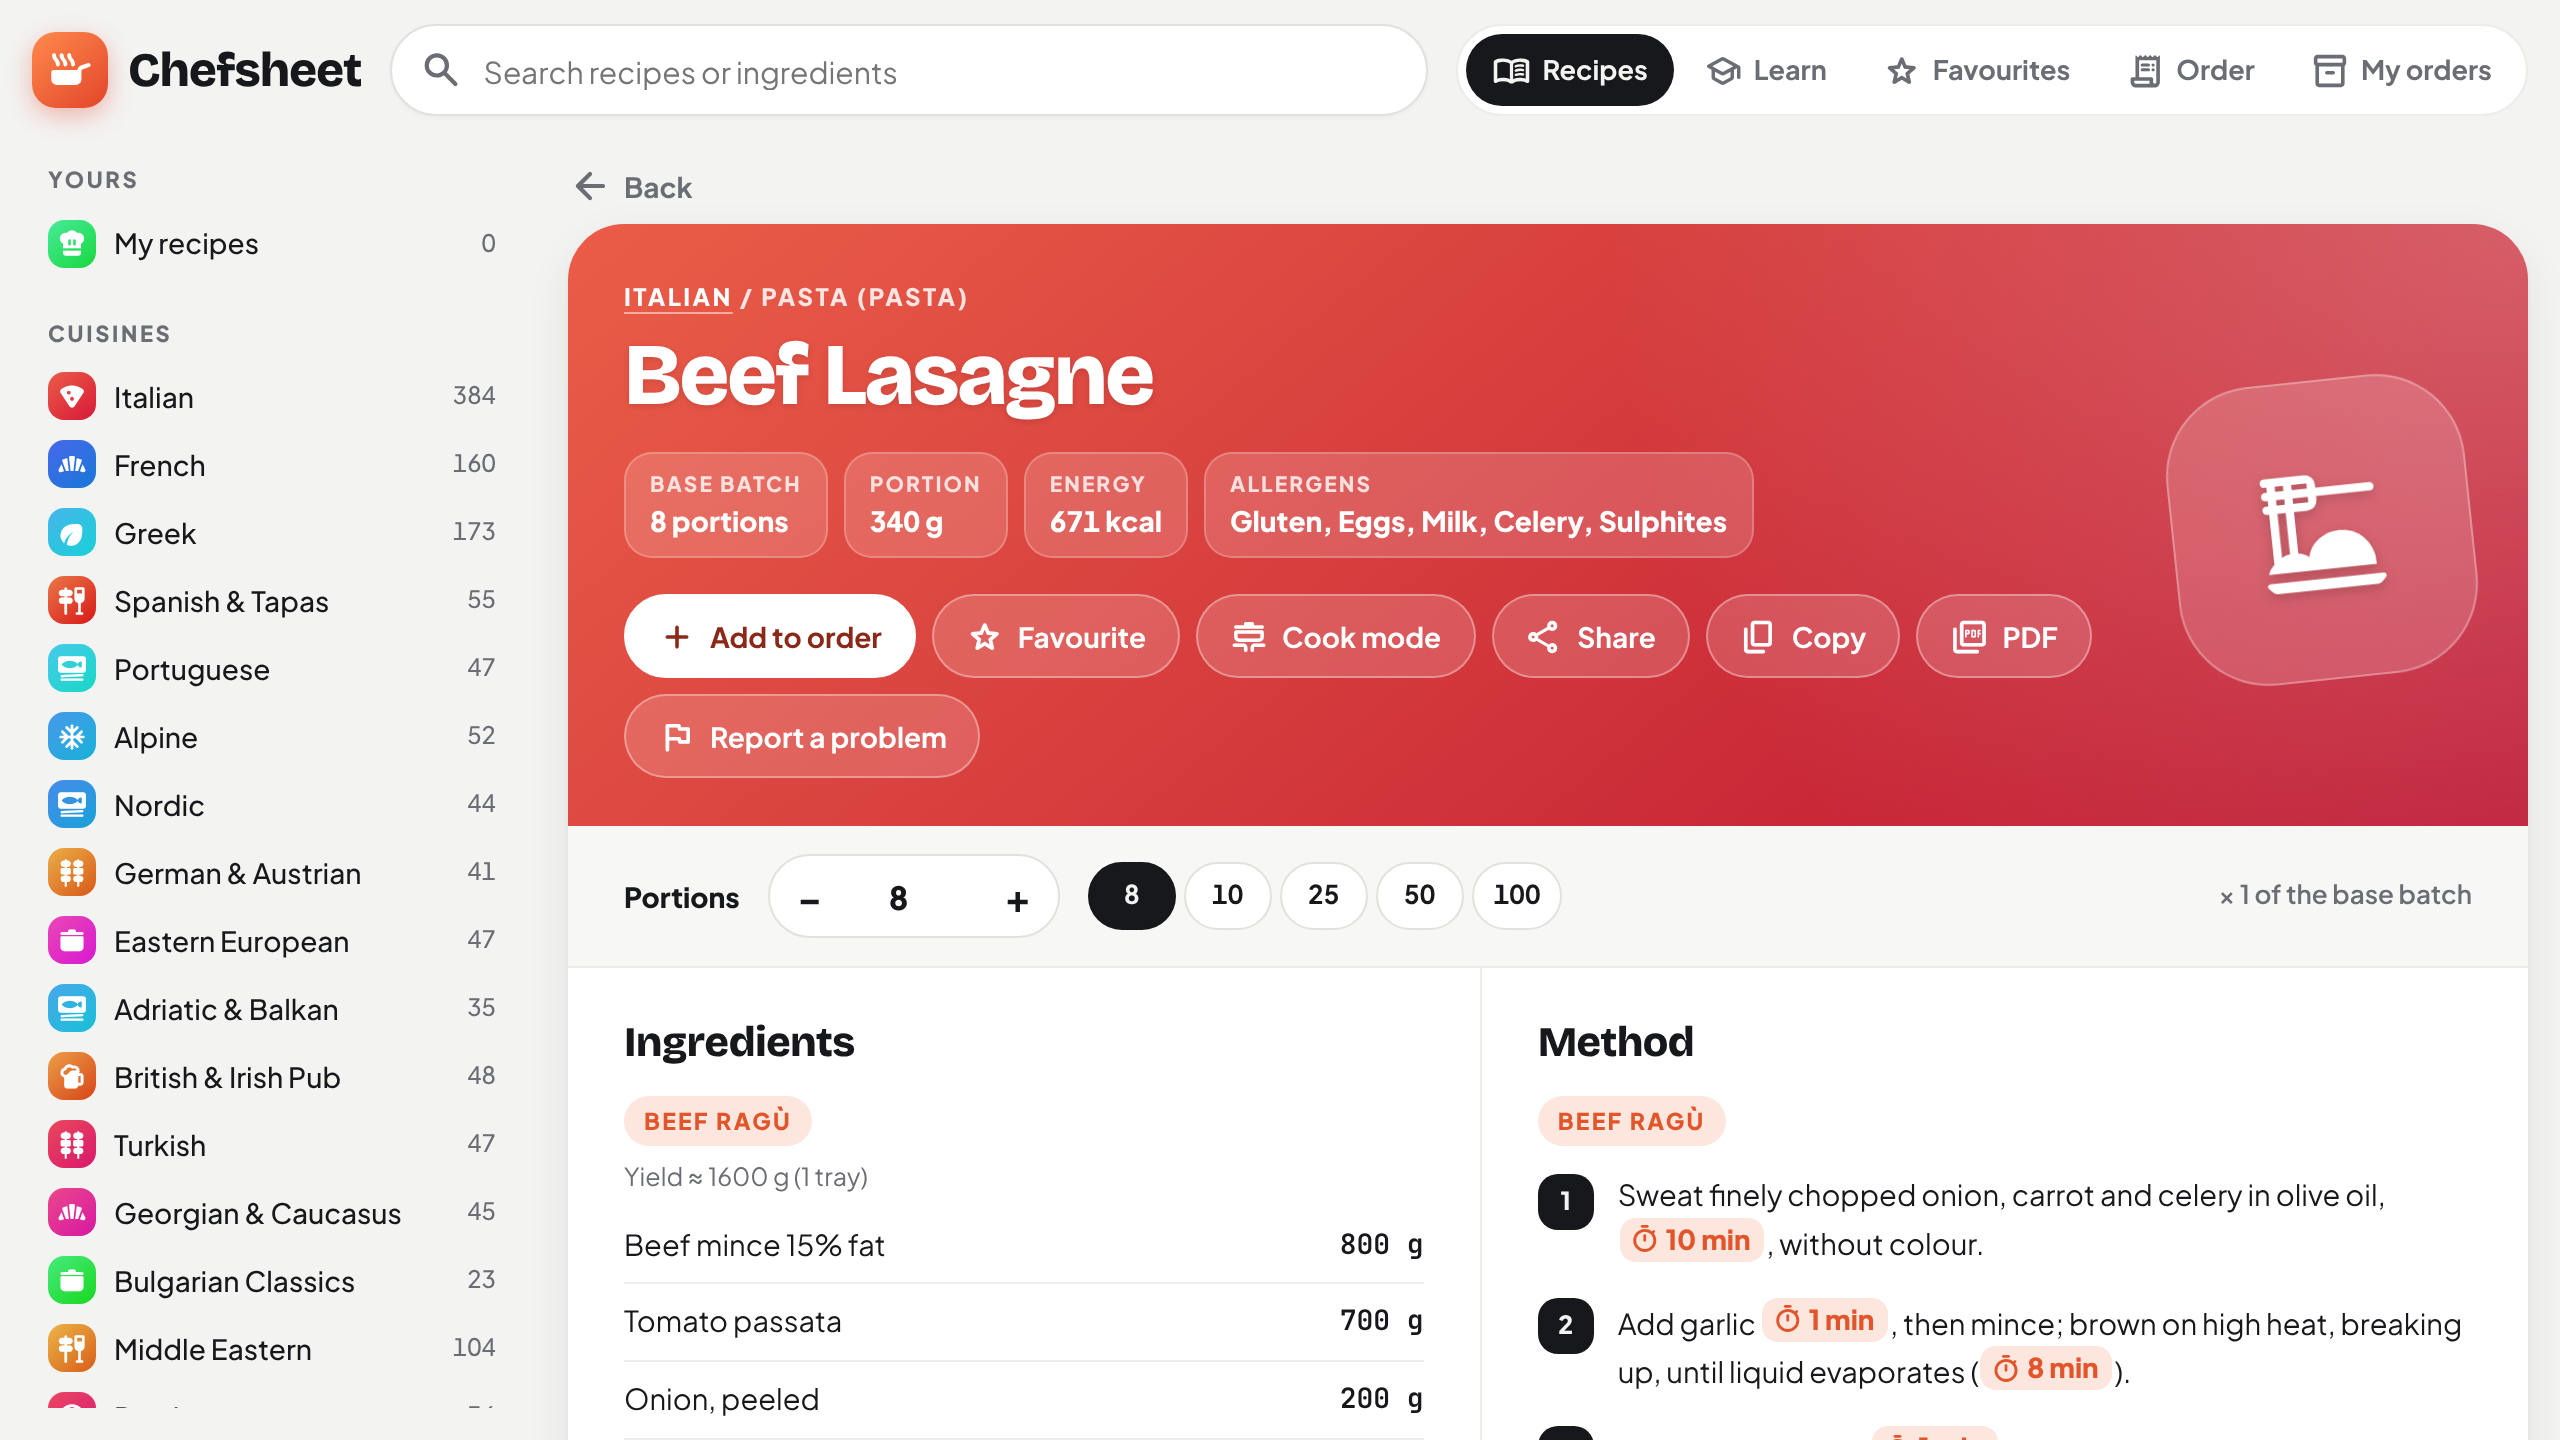 Chefsheet
Search recipes or ingredients
Recipes
Learn
Favourites
Order
My orders
YOURS
My recipes 0
CUISINES
Italian 384
French 160
Greek 173
Spanish & Tapas 55
Portuguese 47
Alpine 52
Nordic 44
German & Austrian 41
Eastern European 47
Adriatic & Balkan 35
British & Irish Pub 48
Turkish 47
Georgian & Caucasus 45
Bulgarian Classics 23
Middle Eastern 104
Back
ITALIAN / PASTA (PASTA)
Beef Lasagne
BASE BATCH
8 portions
PORTION
340 g
ENERGY
671 kcal
ALLERGENS
Gluten, Eggs, Milk, Celery, Sulphites
Add to order
Favourite
Cook mode
Share
Copy
PDF
Report a problem
Portions − 8 + 8 10 25 50 100 × 1 of the base batch
Ingredients
BEEF RAGÙ
Yield ≈ 1600 g (1 tray)
Beef mince 15% fat 800 g
Tomato passata 700 g
Onion, peeled 200 g
Method
BEEF RAGÙ
1 Sweat finely chopped onion, carrot and celery in olive oil,
10 min , without colour.
2 Add garlic 1 min , then mince; brown on high heat, breaking
up, until liquid evaporates ( 8 min ).